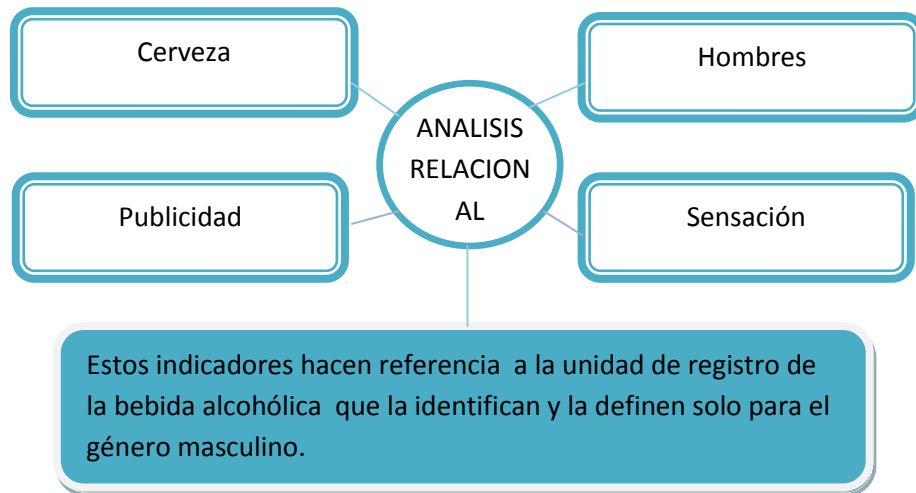 Cerveza
Hombres
ANALISIS
RELACION
AL
Publicidad
Sensación
Estos indicadores hacen referencia  a la unidad de registro de
la bebida alcohólica  que la identifican y la definen solo para el
género masculino.